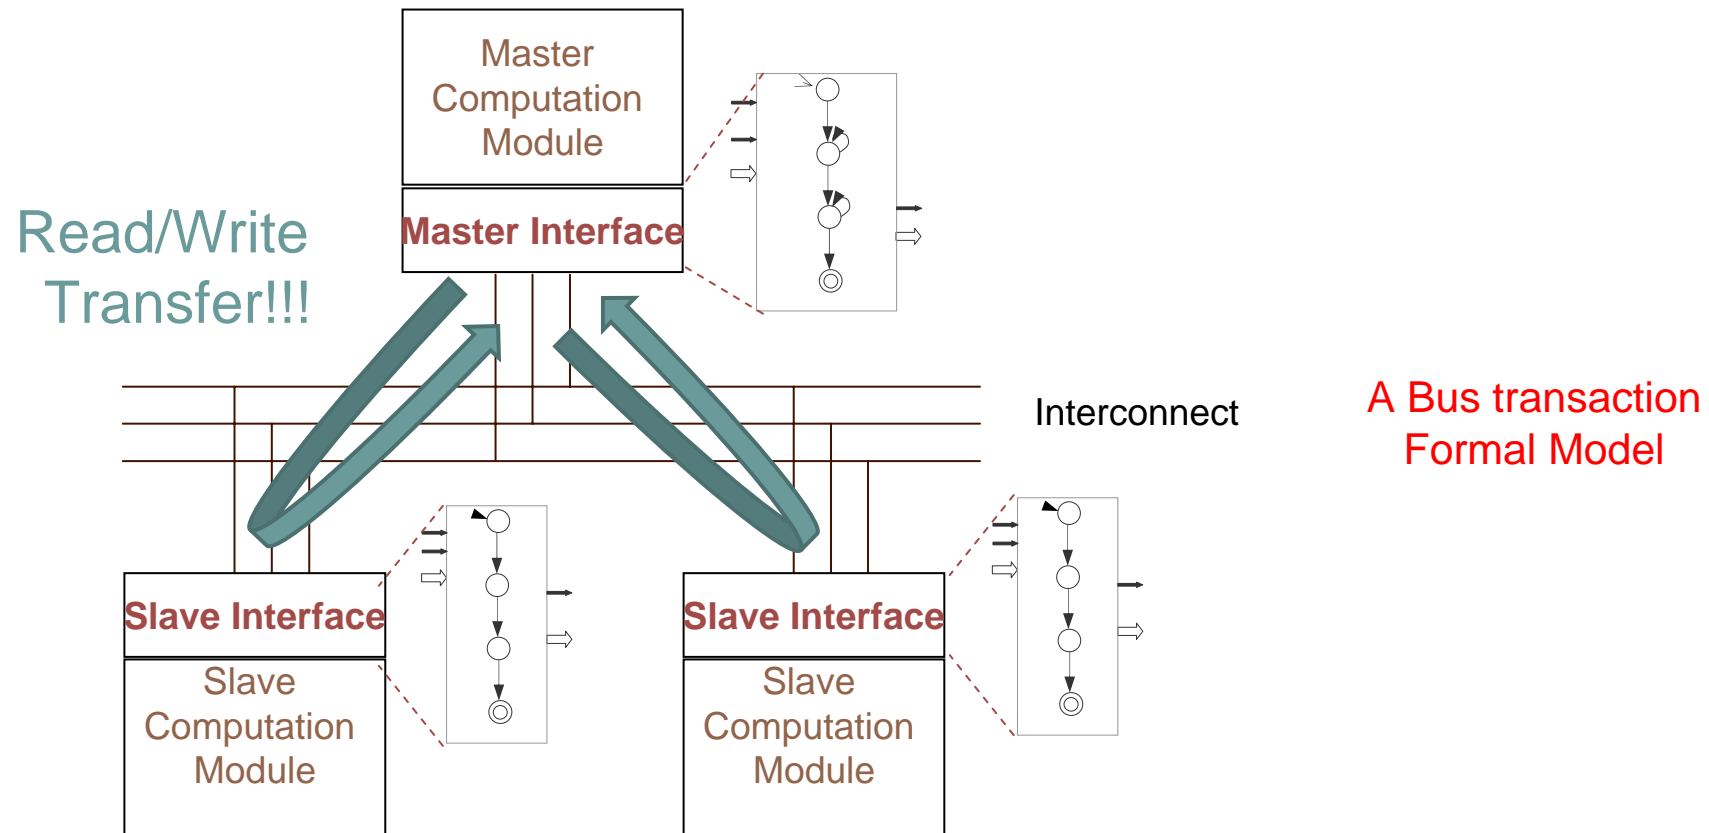 Master
Computation
Module
Master Interface
Read/Write
Transfer!!!
Interconnect
A Bus transaction
Formal Model
Slave Interface
Slave
Computation
Module
Slave Interface
Slave
Computation
Module